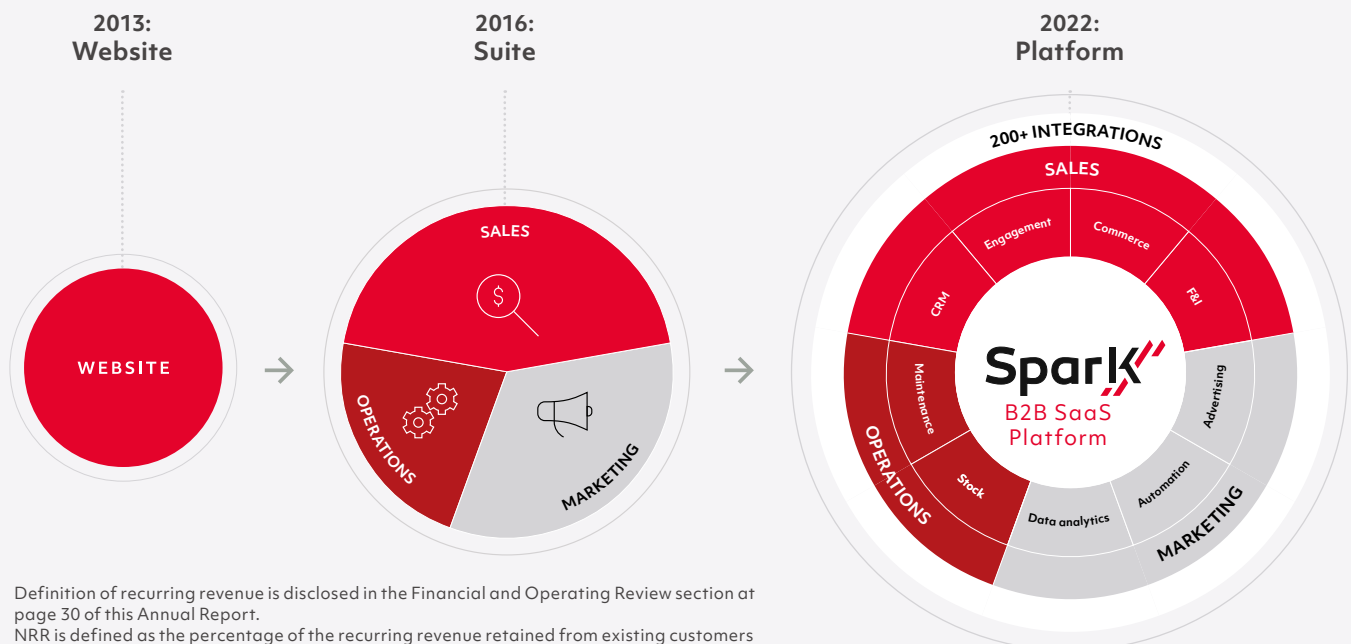 2013:
Website
2016:
Suite
2022:
Platform
WEBSITE
SALES
$
OPERATIONS
MARKETING
200+ INTEGRATIONS
SALES
CRM
Engagement
Commerce
F&I
Maintenance
Stock
OPERATIONS
Data analytics
Automation
Advertising
MARKETING
Spark
B2B SaaS
Platform
Definition of recurring revenue is disclosed in the Financial and Operating Review section at
page 30 of this Annual Report.
NRR is defined as the percentage of the recurring revenue retained from existing customers